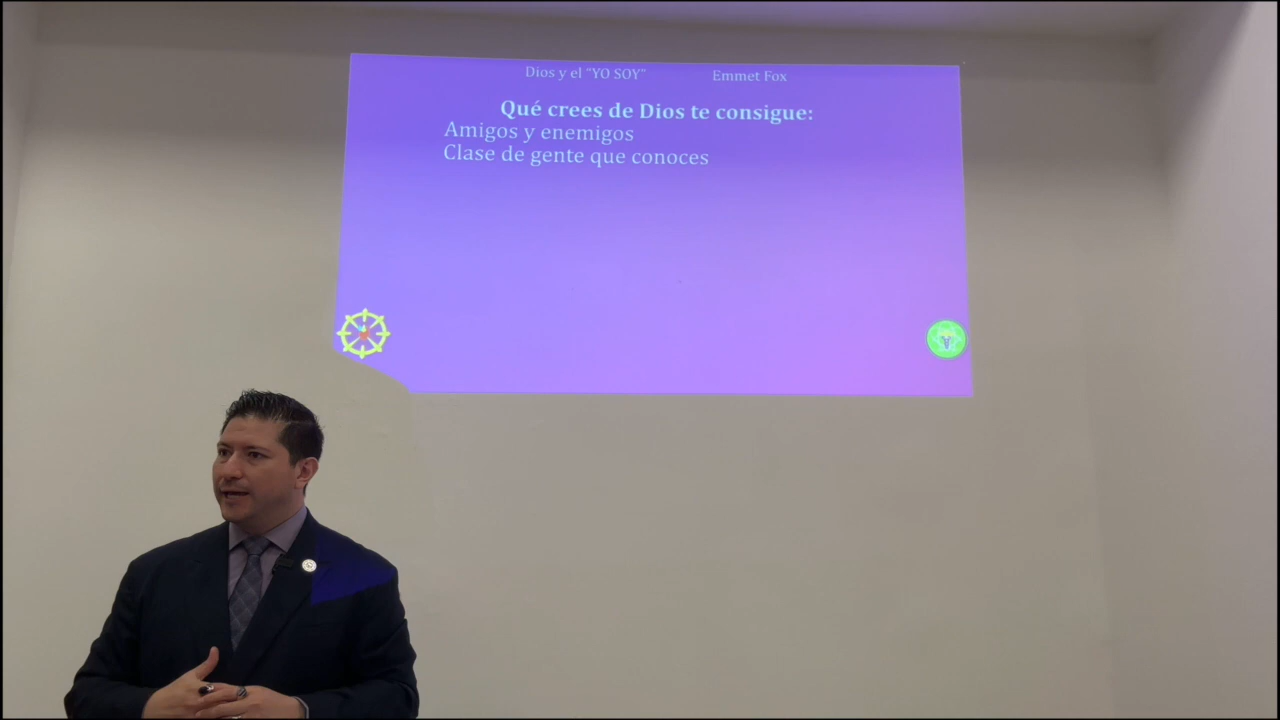 Dios y el “YO SOY” Emmet Fox
Qué crees de Dios te consigue:
Amigos y enemigos
Clase de gente que conoces